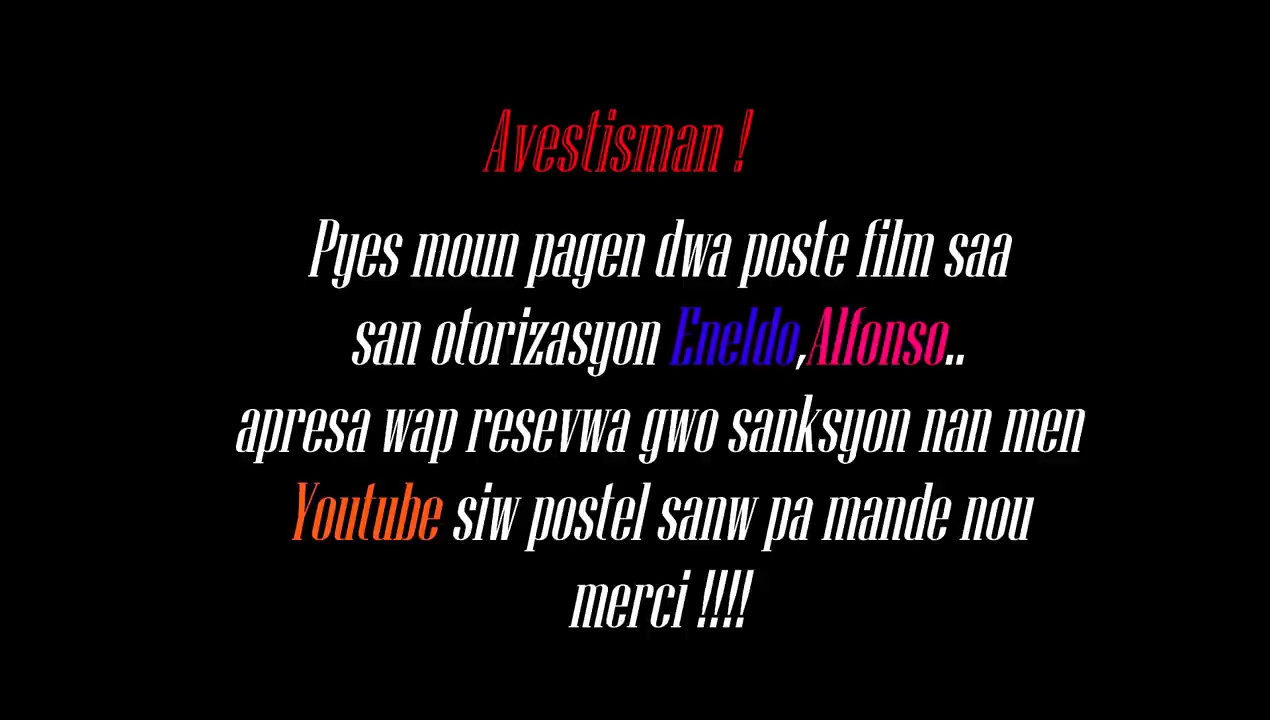 Avestisman !
Pyes moun pagen dwa poste film saa
san otorizasyon Eneldo,Alfonso..
apresa wap resevwa gwo sanksyon nan men
Youtube siw postel sanw pa mande nou
merci !!!!